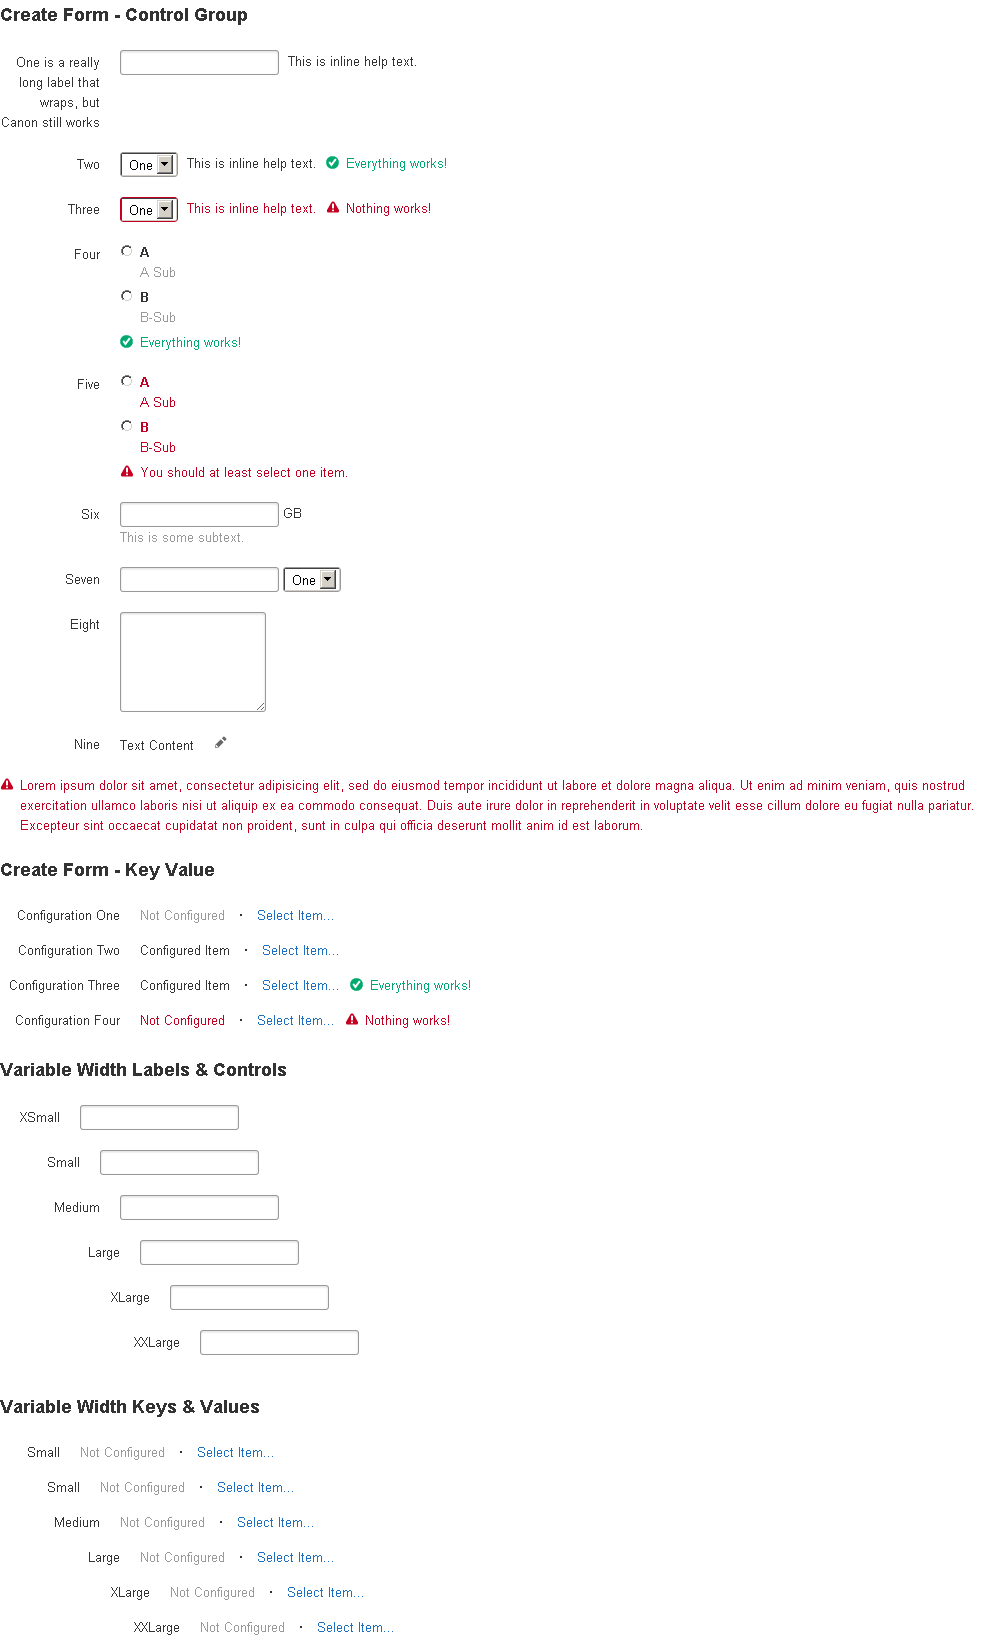 Create Form - Control Group
One is a really
long label that
wraps, but
Canon still works
This is inline help text.
Two One This is inline help text. Everything works!
Three One This is inline help text. Nothing works!
Four A
A Sub
B
B-Sub
Everything works!
Five A
A Sub
B
B-Sub
You should at least select one item.
Six GB
This is some subtext.
Seven One
Eight
Nine Text Content
Lorem ipsum dolor sit amet, consectetur adipisicing elit, sed do eiusmod tempor incididunt ut labore et dolore magna aliqua. Ut enim ad minim veniam, quis nostrud
exercitation ullamco laboris nisi ut aliquip ex ea commodo consequat. Duis aute irure dolor in reprehenderit in voluptate velit esse cillum dolore eu fugiat nulla pariatur.
Excepteur sint occaecat cupidatat non proident, sunt in culpa qui officia deserunt mollit anim id est laborum.
Create Form - Key Value
Configuration One Not Configured · Select Item...
Configuration Two Configured Item · Select Item...
Configuration Three Configured Item · Select Item... Everything works!
Configuration Four Not Configured · Select Item... Nothing works!
Variable Width Labels & Controls
XSmall
Small
Medium
Large
XLarge
XXLarge
Variable Width Keys & Values
Small Not Configured · Select Item...
Small Not Configured · Select Item...
Medium Not Configured · Select Item...
Large Not Configured · Select Item...
XLarge Not Configured · Select Item...
XXLarge Not Configured · Select Item...